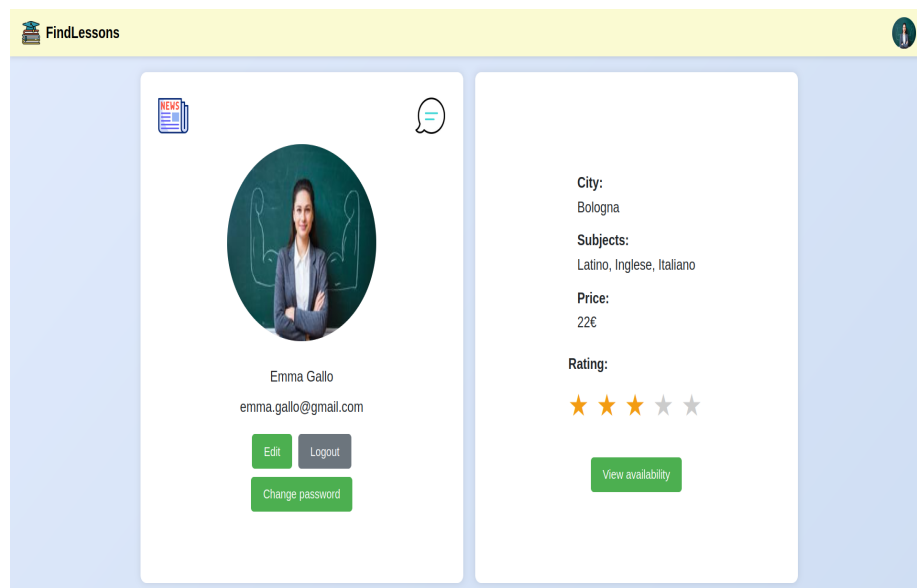 FindLessons
NEWS
Emma Gallo
emma.gallo@gmail.com
Edit
Logout
Change password
City:
Bologna
Subjects:
Latino, Inglese, Italiano
Price:
22€
Rating:
View availability